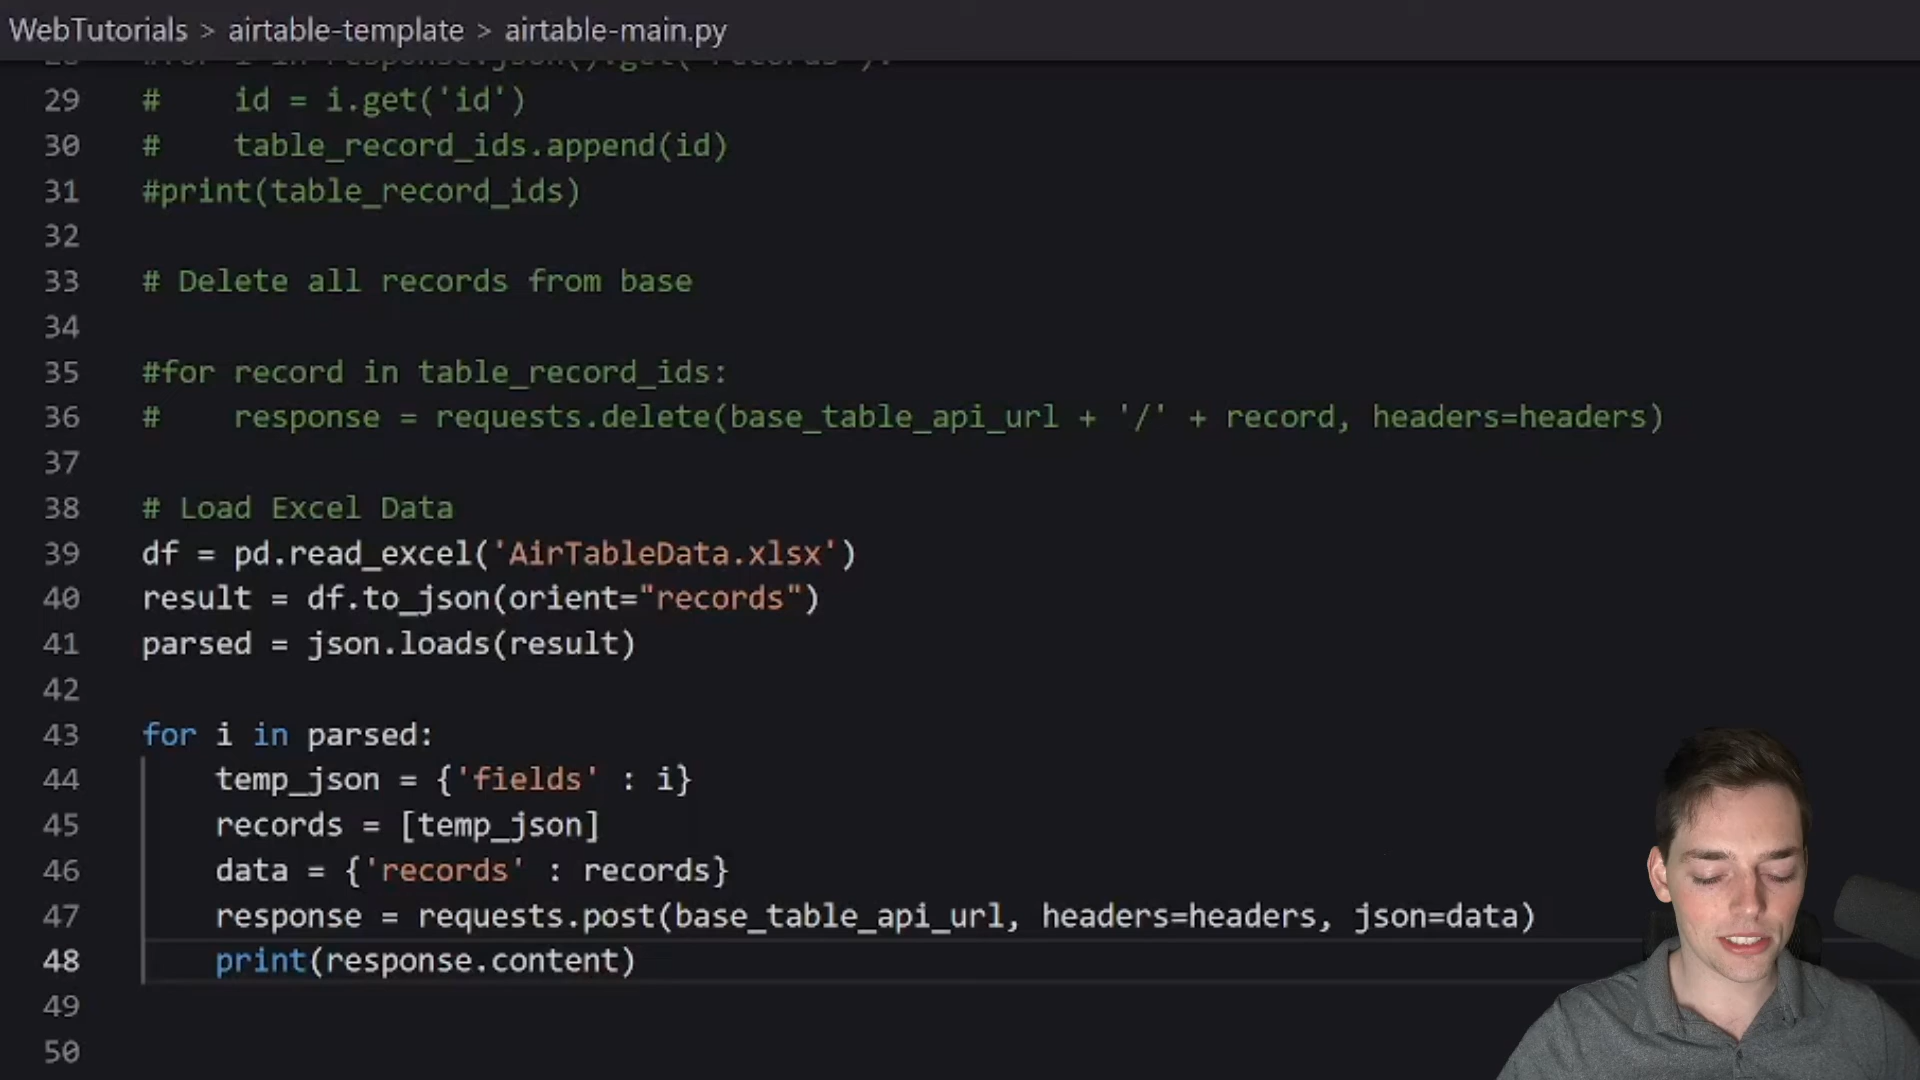 WebTutorials > airtable-template > airtable-main.py
29 #    id = i.get('id')
30 #    table_record_ids.append(id)
31 #print(table_record_ids)
32
33 # Delete all records from base
34
35 #for record in table_record_ids:
36 #    response = requests.delete(base_table_api_url + '/' + record, headers=headers)
37
38 # Load Excel Data
39 df = pd.read_excel('AirTableData.xlsx')
40 result = df.to_json(orient="records")
41 parsed = json.loads(result)
42
43 for i in parsed:
44     temp_json = {'fields' : i}
45     records = [temp_json]
46     data = {'records' : records}
47     response = requests.post(base_table_api_url, headers=headers, json=data)
48     print(response.content)
49
50